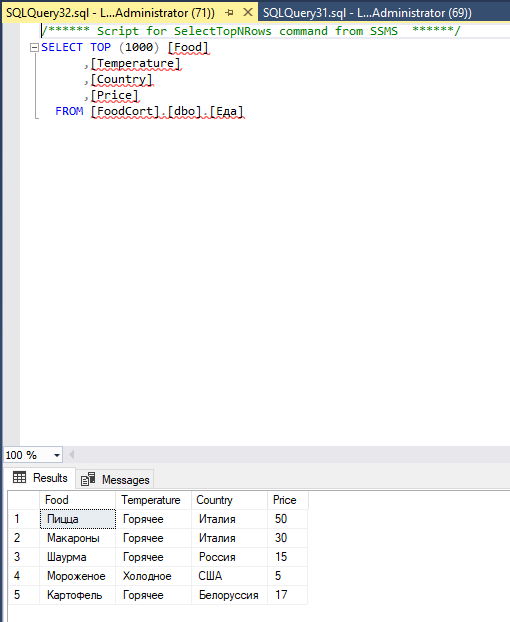 SQLQuery32.sql - L...Administrator (71)) SQLQuery31.sql - L...Administrator (69))
/****** Script for SelectTopNRows command from SSMS ******/
SELECT TOP (1000) [Food]
,[Temperature]
,[Country]
,[Price]
FROM [FoodCort].[dbo].[Еда]
100 %
Results Messages
Food Temperature Country Price
1 Пицца Горячее Италия 50
2 Макароны Горячее Италия 30
3 Шаурма Горячее Россия 15
4 Мороженое Холодное США 5
5 Картофель Горячее Белоруссия 17